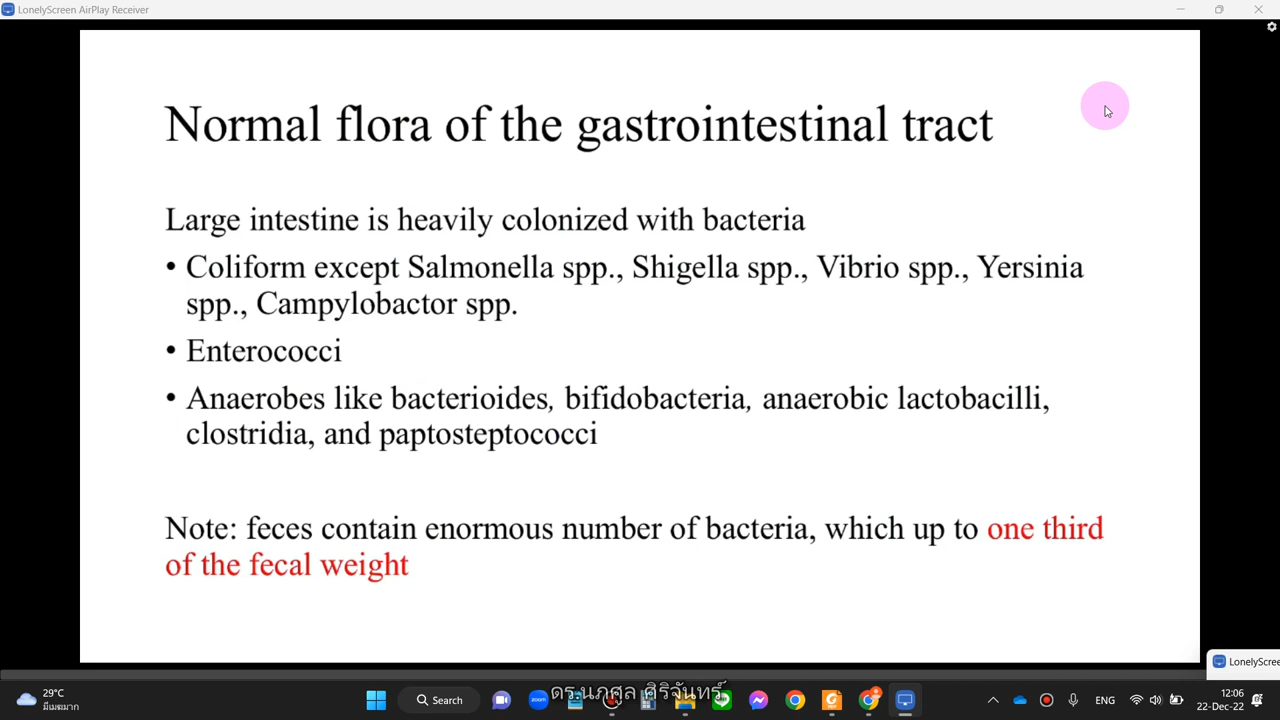 LonelyScreen AirPlay Receiver
Normal flora of the gastrointestinal tract
Large intestine is heavily colonized with bacteria
• Coliform except Salmonella spp., Shigella spp., Vibrio spp., Yersinia
spp., Campylobactor spp.
• Enterococci
• Anaerobes like bacterioides, bifidobacteria, anaerobic lactobacilli,
clostridia, and paptosteptococci
Note: feces contain enormous number of bacteria, which up to one third
of the fecal weight
LonelyScree
29°C
มีเมฆมาก
Search
zoom
ดร.นภศูล ศิริจันทร์
ENG
12:06
22-Dec-22